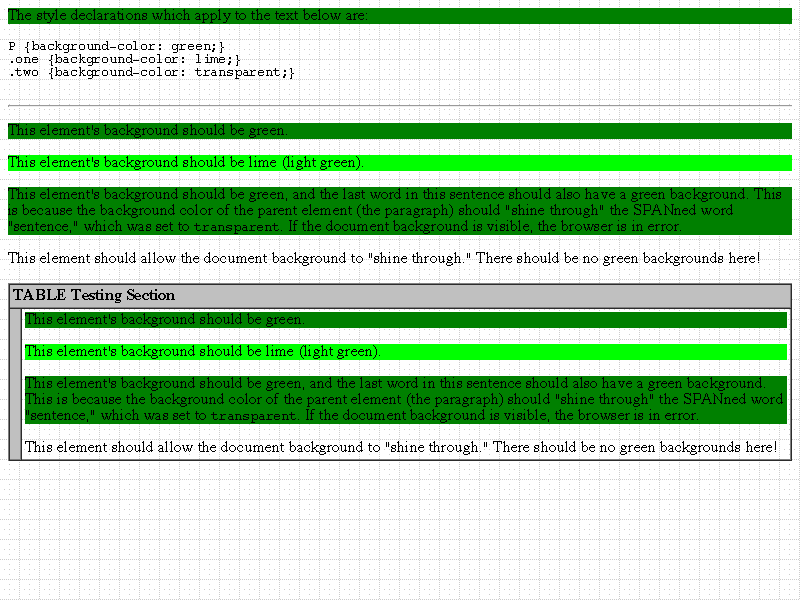 The style declarations which apply to the text below are:
P {background-color: green;}
.one {background-color: lime;}
.two {background-color: transparent;}
This element's background should be green.
This element's background should be lime (light green).
This element's background should be green, and the last word in this sentence should also have a green background. This
is because the background color of the parent element (the paragraph) should "shine through" the SPANned word
"sentence," which was set to transparent. If the document background is visible, the browser is in error.
This element should allow the document background to "shine through." There should be no green backgrounds here!
TABLE Testing Section
This element's background should be green.
This element's background should be lime (light green).
This element's background should be green, and the last word in this sentence should also have a green background.
This is because the background color of the parent element (the paragraph) should "shine through" the SPANned word
"sentence," which was set to transparent. If the document background is visible, the browser is in error.
This element should allow the document background to "shine through." There should be no green backgrounds here!